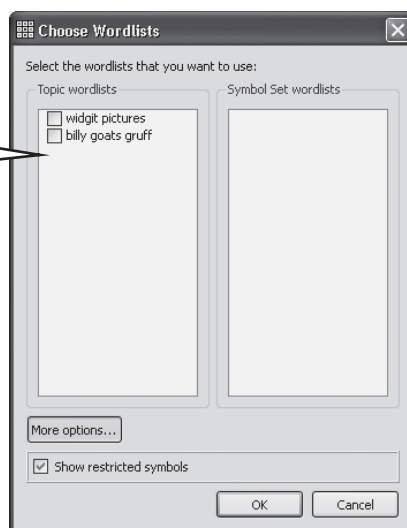 Choose Wordlists
Select the wordlists that you want to use:
Topic wordlists
Symbol Set wordlists
widgit pictures
billy goats gruff
More options...
Show restricted symbols
OK
Cancel